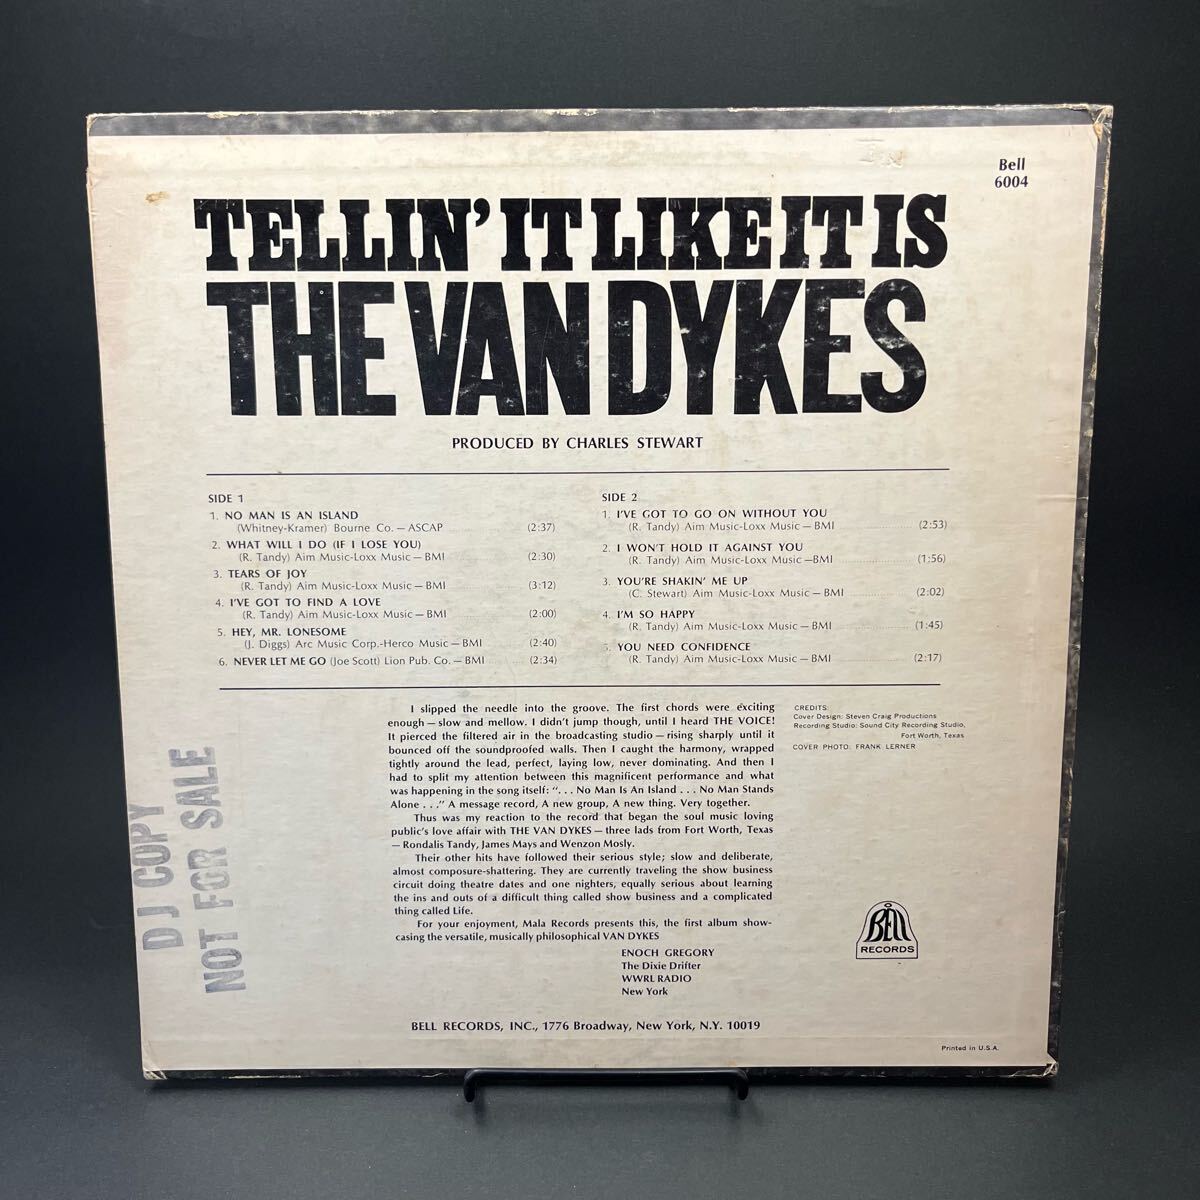 Bell
6004
TELLIN' IT LIKE IT IS
THE VAN DYKES
PRODUCED BY CHARLES STEWART
SIDE 1
1. NO MAN IS AN ISLAND
(Whitney-Kramer) Bourne Co. — ASCAP (2:37)
2. WHAT WILL I DO (IF I LOSE YOU)
(R. Tandy) Aim Music-Loxx Music — BMI (2:30)
3. TEARS OF JOY
(R. Tandy) Aim Music-Loxx Music — BMI (3:12)
4. I'VE GOT TO FIND A LOVE
(R. Tandy) Aim Music-Loxx Music — BMI (2:00)
5. HEY, MR. LONESOME
(J. Diggs) Arc Music Corp.-Herco Music — BMI (2:40)
6. NEVER LET ME GO (Joe Scott) Lion Pub. Co. — BMI (2:34)
SIDE 2
1. I'VE GOT TO GO ON WITHOUT YOU
(R. Tandy) Aim Music-Loxx Music — BMI (2:53)
2. I WON'T HOLD IT AGAINST YOU
(R. Tandy) Aim Music-Loxx Music — BMI (1:56)
3. YOU'RE SHAKIN' ME UP
(C. Stewart) Aim Music-Loxx Music — BMI (2:02)
4. I'M SO HAPPY
(R. Tandy) Aim Music-Loxx Music — BMI (1:45)
5. YOU NEED CONFIDENCE
(R. Tandy) Aim Music-Loxx Music — BMI (2:17)
I slipped the needle into the groove. The first chords were exciting
enough — slow and mellow. I didn't jump though, until I heard THE VOICE!
It pierced the filtered air in the broadcasting studio — rising sharply until it
bounced off the soundproofed walls. Then I caught the harmony, wrapped
tightly around the lead, perfect, laying low, never dominating. And then I
had to split my attention between this magnificent performance and what
was happening in the song itself: ". . . No Man Is An Island . . . No Man Stands
Alone . . ." A message record, A new group, A new thing. Very together.
Thus was my reaction to the record that began the soul music loving
public's love affair with THE VAN DYKES — three lads from Fort Worth, Texas
— Rondalis Tandy, James Mays and Wenzon Mosly.
Their other hits have followed their serious style; slow and deliberate,
almost composure-shattering. They are currently traveling the show business
circuit doing theatre dates and one nighters, equally serious about learning
the ins and outs of a difficult thing called show business and a complicated
thing called Life.
For your enjoyment, Mala Records presents this, the first album show-
casing the versatile, musically philosophical VAN DYKES
ENOCH GREGORY
The Dixie Drifter
WWRL RADIO
New York
CREDITS:
Cover Design: Steven Craig Productions
Recording Studio: Sound City Recording Studio,
Fort Worth, Texas
COVER PHOTO: FRANK LERNER
DJ COPY
NOT FOR SALE
BELL
RECORDS
BELL RECORDS, INC., 1776 Broadway, New York, N.Y. 10019
Printed in U.S.A.